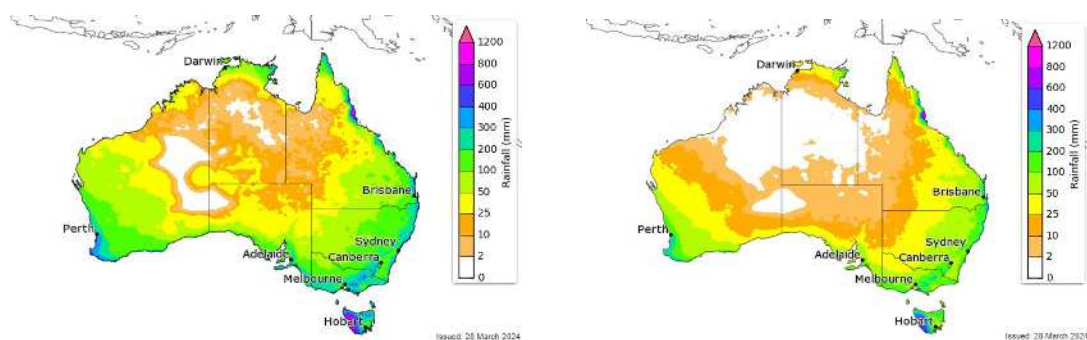 Darwin
Brisbane
Perth
Sydney
Adelaide
Canberra
Melbourne
Hobart
1200
800
600
400
300
200
100
50
25
10
2
0
Rainfall (mm)
Issued: 28 March 2024
Darwin
Brisbane
Perth
Sydney
Adelaide
Canberra
Melbourne
Hobart
1200
800
600
400
300
200
100
50
25
10
2
0
Rainfall (mm)
Issued: 28 March 2024